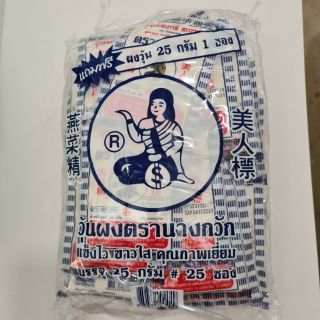 แถมฟรี
ผงวุ้น 25 กรัม 1 ซอง
燕菜精
美人標
®
$
วุ้นผงตรานางกวัก
แข็งไว ขาวใส คุณภาพเยี่ยม
บรรจุ 25 กรัม # 25 ซอง